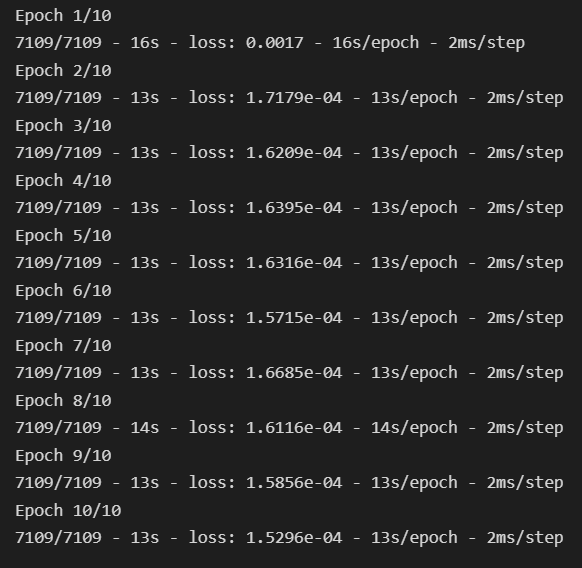 Epoch 1/10
7109/7109 - 16s - loss: 0.0017 - 16s/epoch - 2ms/step
Epoch 2/10
7109/7109 - 13s - loss: 1.7179e-04 - 13s/epoch - 2ms/step
Epoch 3/10
7109/7109 - 13s - loss: 1.6209e-04 - 13s/epoch - 2ms/step
Epoch 4/10
7109/7109 - 13s - loss: 1.6395e-04 - 13s/epoch - 2ms/step
Epoch 5/10
7109/7109 - 13s - loss: 1.6316e-04 - 13s/epoch - 2ms/step
Epoch 6/10
7109/7109 - 13s - loss: 1.5715e-04 - 13s/epoch - 2ms/step
Epoch 7/10
7109/7109 - 13s - loss: 1.6685e-04 - 13s/epoch - 2ms/step
Epoch 8/10
7109/7109 - 14s - loss: 1.6116e-04 - 14s/epoch - 2ms/step
Epoch 9/10
7109/7109 - 13s - loss: 1.5856e-04 - 13s/epoch - 2ms/step
Epoch 10/10
7109/7109 - 13s - loss: 1.5296e-04 - 13s/epoch - 2ms/step